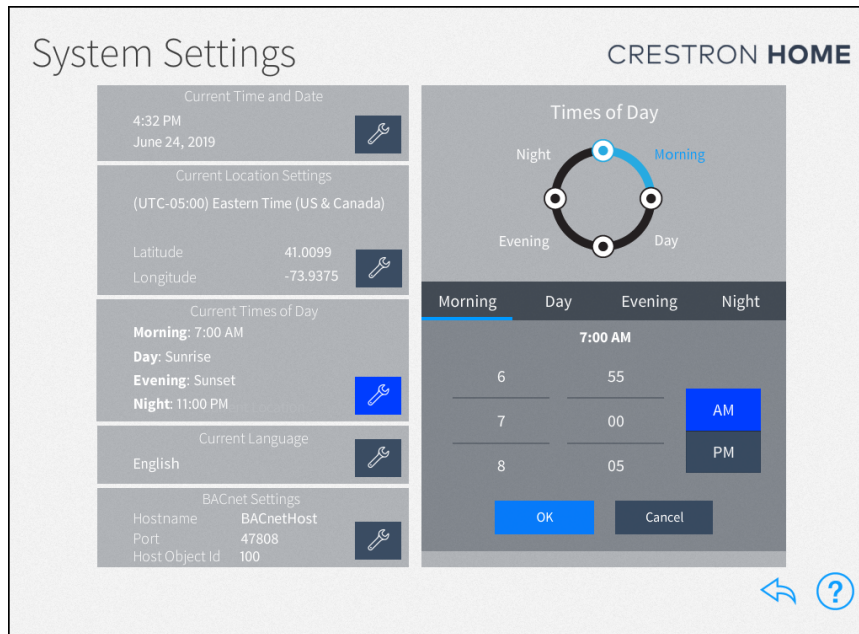 System Settings
CRESTRON HOME
Current Time and Date
4:32 PM
June 24, 2019
Current Location Settings
(UTC-05:00) Eastern Time (US & Canada)
Latitude 41.0099
Longitude -73.9375
Current Times of Day
Morning: 7:00 AM
Day: Sunrise
Evening: Sunset
Night: 11:00 PM
Current Language
English
BACnet Settings
Hostname BACnetHost
Port 47808
Host Object Id 100
Times of Day
Night Morning
Evening Day
Morning Day Evening Night
7:00 AM
6 55
7 00
8 05
AM
PM
OK Cancel
?